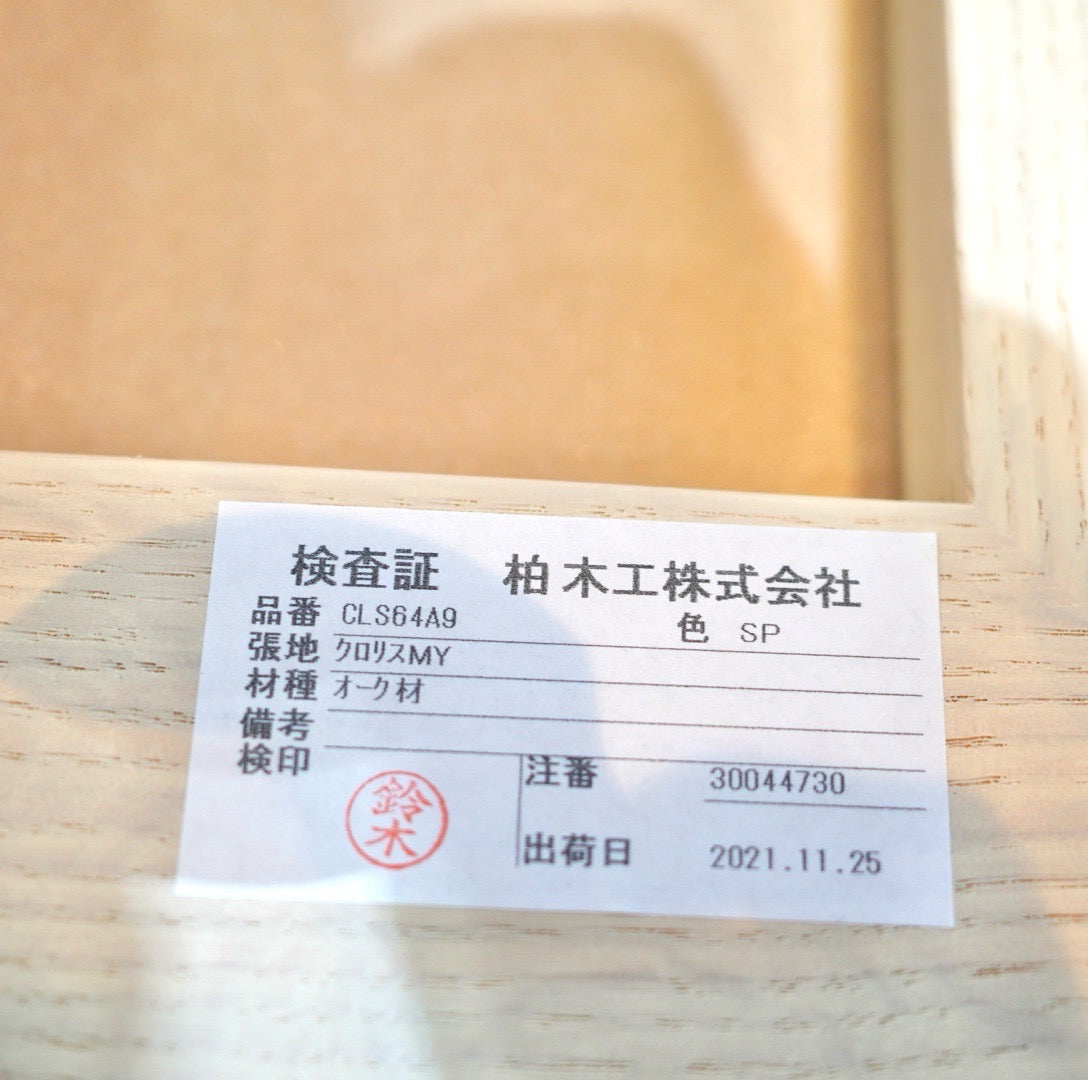 検査証 柏木工株式会社
品番 CLS64A9 色 SP
張地 ｸﾛﾘｽMY
材種 ｵｰｸ材
備考
検印
鈴木
注番 30044730
出荷日 2021.11.25